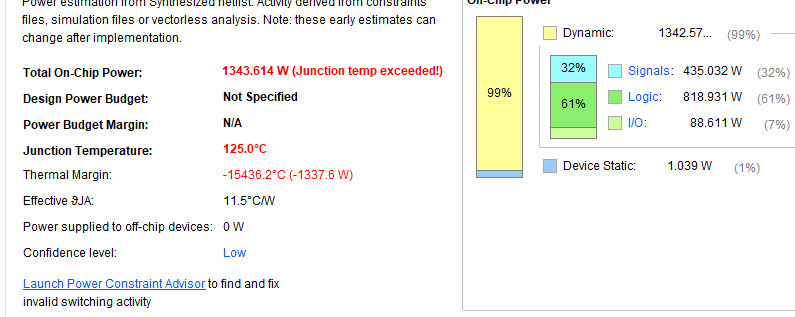 Power estimation from Synthesized netlist. Activity derived from constraints
files, simulation files or vectorless analysis. Note: these early estimates can
change after implementation.
Total On-Chip Power: 1343.614 W (Junction temp exceeded!)
Design Power Budget: Not Specified
Power Budget Margin: N/A
Junction Temperature: 125.0°C
Thermal Margin: -15436.2°C (-1337.6 W)
Effective ϑJA: 11.5°C/W
Power supplied to off-chip devices: 0 W
Confidence level: Low
Launch Power Constraint Advisor to find and fix
invalid switching activity
On-Chip Power
99%
Dynamic: 1342.57... (99%)
32%
61%
Signals: 435.032 W (32%)
Logic: 818.931 W (61%)
I/O: 88.611 W (7%)
Device Static: 1.039 W (1%)